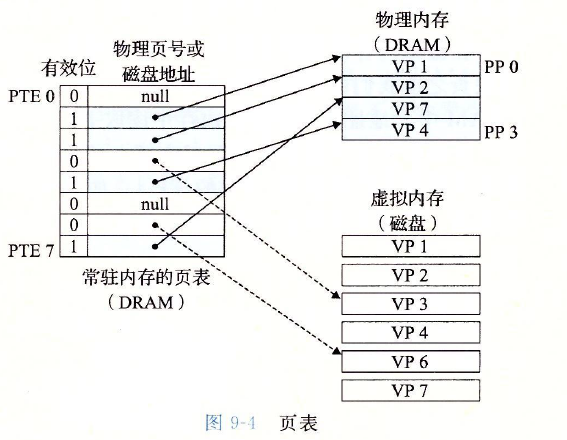 物理页号或
磁盘地址
有效位
PTE 0 0 null
1
1
0
1
0 null
0
PTE 7 1
常驻内存的页表
(DRAM)
物理内存
(DRAM)
VP 1 PP 0
VP 2
VP 7
VP 4 PP 3
虚拟内存
(磁盘)
VP 1
VP 2
VP 3
VP 4
VP 6
VP 7
图 9-4 页表